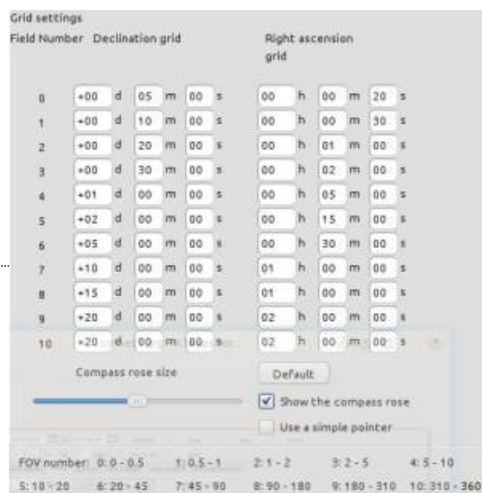 Grid settings
Field Number Declination grid Right ascension
grid
0 +00 d 05 m 00 s 00 h 00 m 20 s
1 +00 d 10 m 00 s 00 h 00 m 30 s
2 +00 d 20 m 00 s 00 h 01 m 00 s
3 +00 d 30 m 00 s 00 h 02 m 00 s
4 +01 d 00 m 00 s 00 h 05 m 00 s
5 +02 d 00 m 00 s 00 h 15 m 00 s
6 +05 d 00 m 00 s 00 h 30 m 00 s
7 +10 d 00 m 00 s 01 h 00 m 00 s
8 +15 d 00 m 00 s 01 h 00 m 00 s
9 +20 d 00 m 00 s 02 h 00 m 00 s
10 +20 d 00 m 00 s 02 h 00 m 00 s
Compass rose size Default
Show the compass rose
Use a simple pointer
FOV number: 0: 0 - 0.5 1: 0.5 - 1 2: 1 - 2 3: 2 - 5 4: 5 - 10
5: 10 - 20 6: 20 - 45 7: 45 - 90 8: 90 - 180 9: 180 - 310 10: 310 - 360